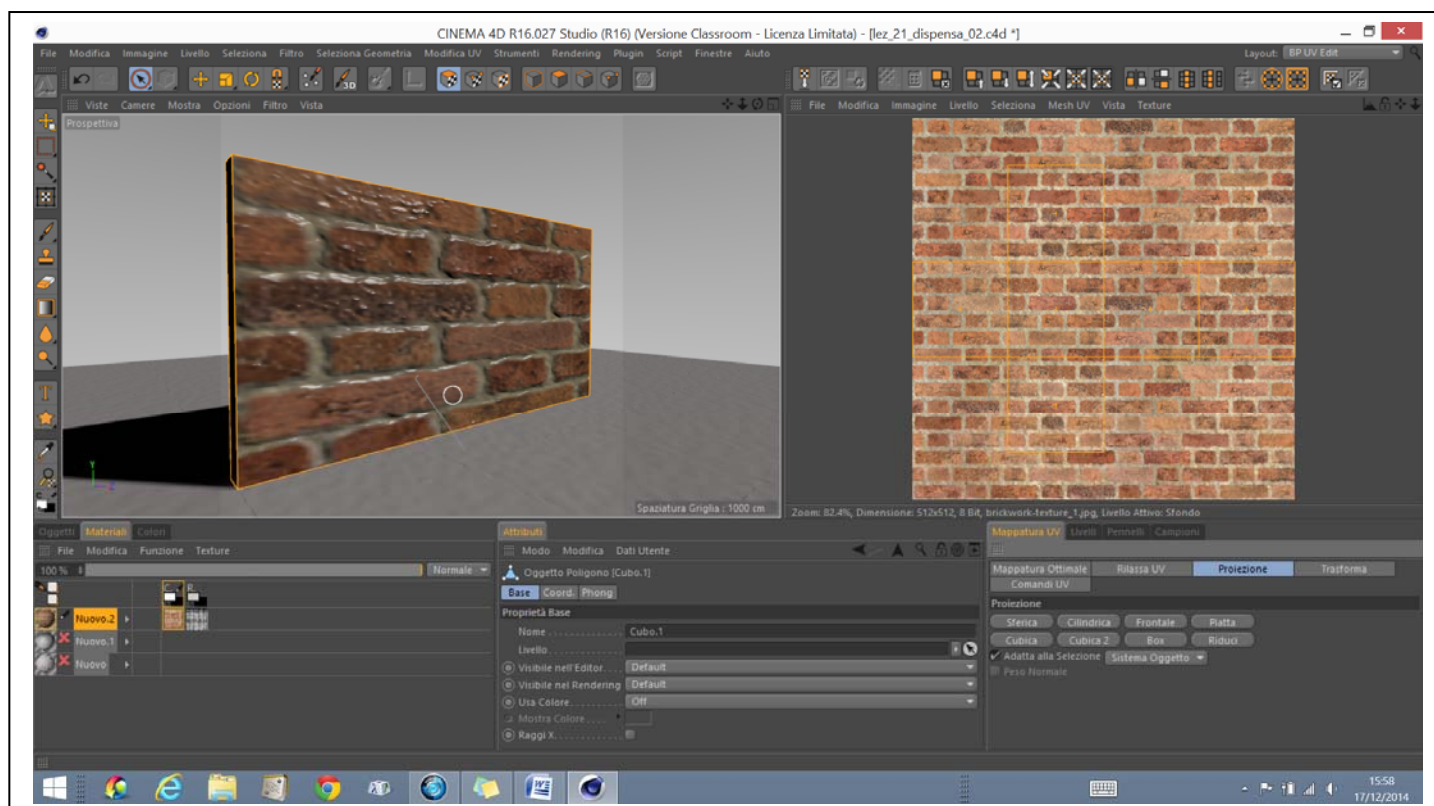 CINEMA 4D R16.027 Studio (R16) (Versione Classroom - Licenza Limitata) - [lez_21_dispensa_02.c4d *]
File Modifica Immagine Livello Seleziona Filtro Seleziona Geometria Modifica UV Strumenti Rendering Plugin Script Finestre Aiuto Layout: BP UV Edit
Viste Camere Mostra Opzioni Filtro Vista
File Modifica Immagine Livello Seleziona Mesh UV Vista Texture
Prospettiva
Y
Z
Spaziatura Griglia : 1000 cm
Zoom: 82.4%, Dimensione: 512x512, 8 Bit, brickwork-texture_1.jpg, Livello Attivo: Sfondo
Oggetti Materiali Colori
File Modifica Funzione Texture
100 % Normale
C... R...
Nuovo.2
Nuovo.1
Nuovo
Attributi
Modo Modifica Dati Utente
Oggetto Poligono [Cubo.1]
Base Coord. Phong
Proprietà Base
Nome Cubo.1
Livello
Visibile nell'Editor Default
Visibile nel Rendering Default
Usa Colore Off
Mostra Colore
Raggi X
Mappatura UV Livelli Pennelli Campioni
Mappatura Ottimale Rilassa UV Proiezione Trasforma
Comandi UV
Proiezione
Sferica Cilindrica Frontale Piatta
Cubica Cubica 2 Box Riduci
Adatta alla Selezione Sistema Oggetto
Peso Normale
15:58
17/12/2014